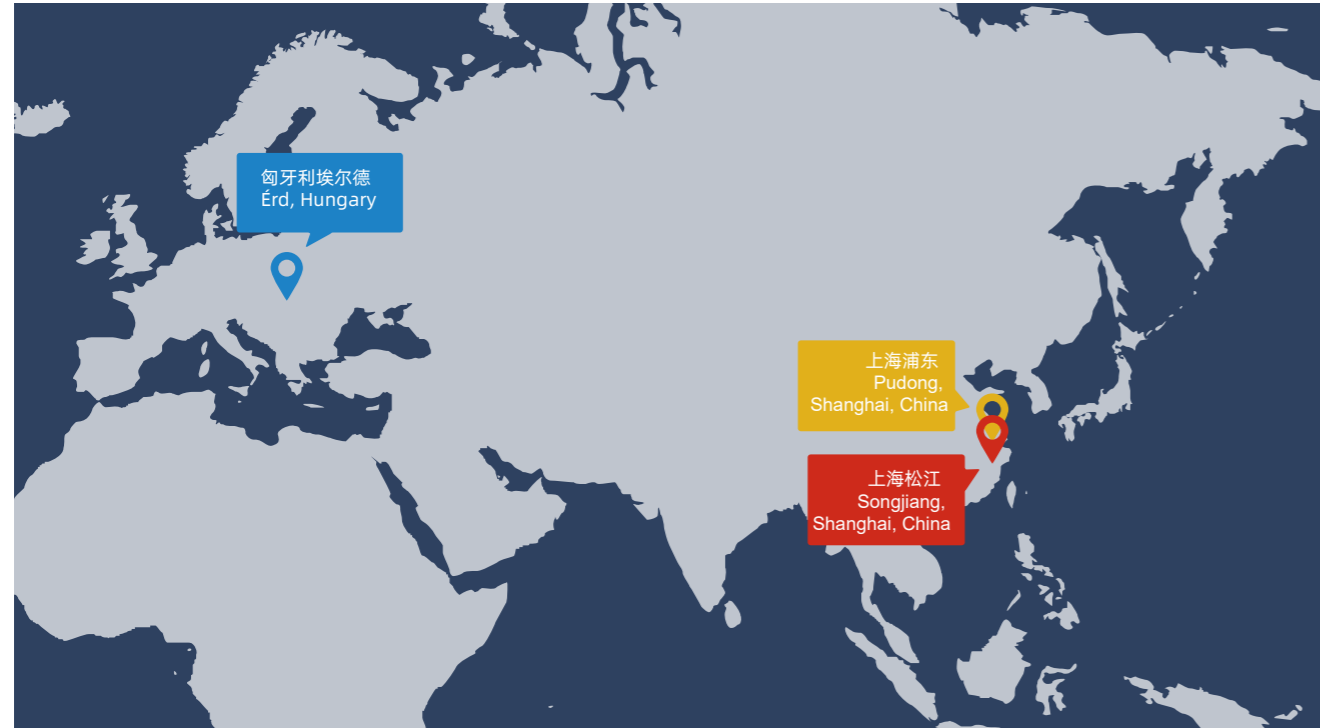 匈牙利埃尔德
Érd, Hungary
上海浦东
Pudong,
Shanghai, China
上海松江
Songjiang,
Shanghai, China